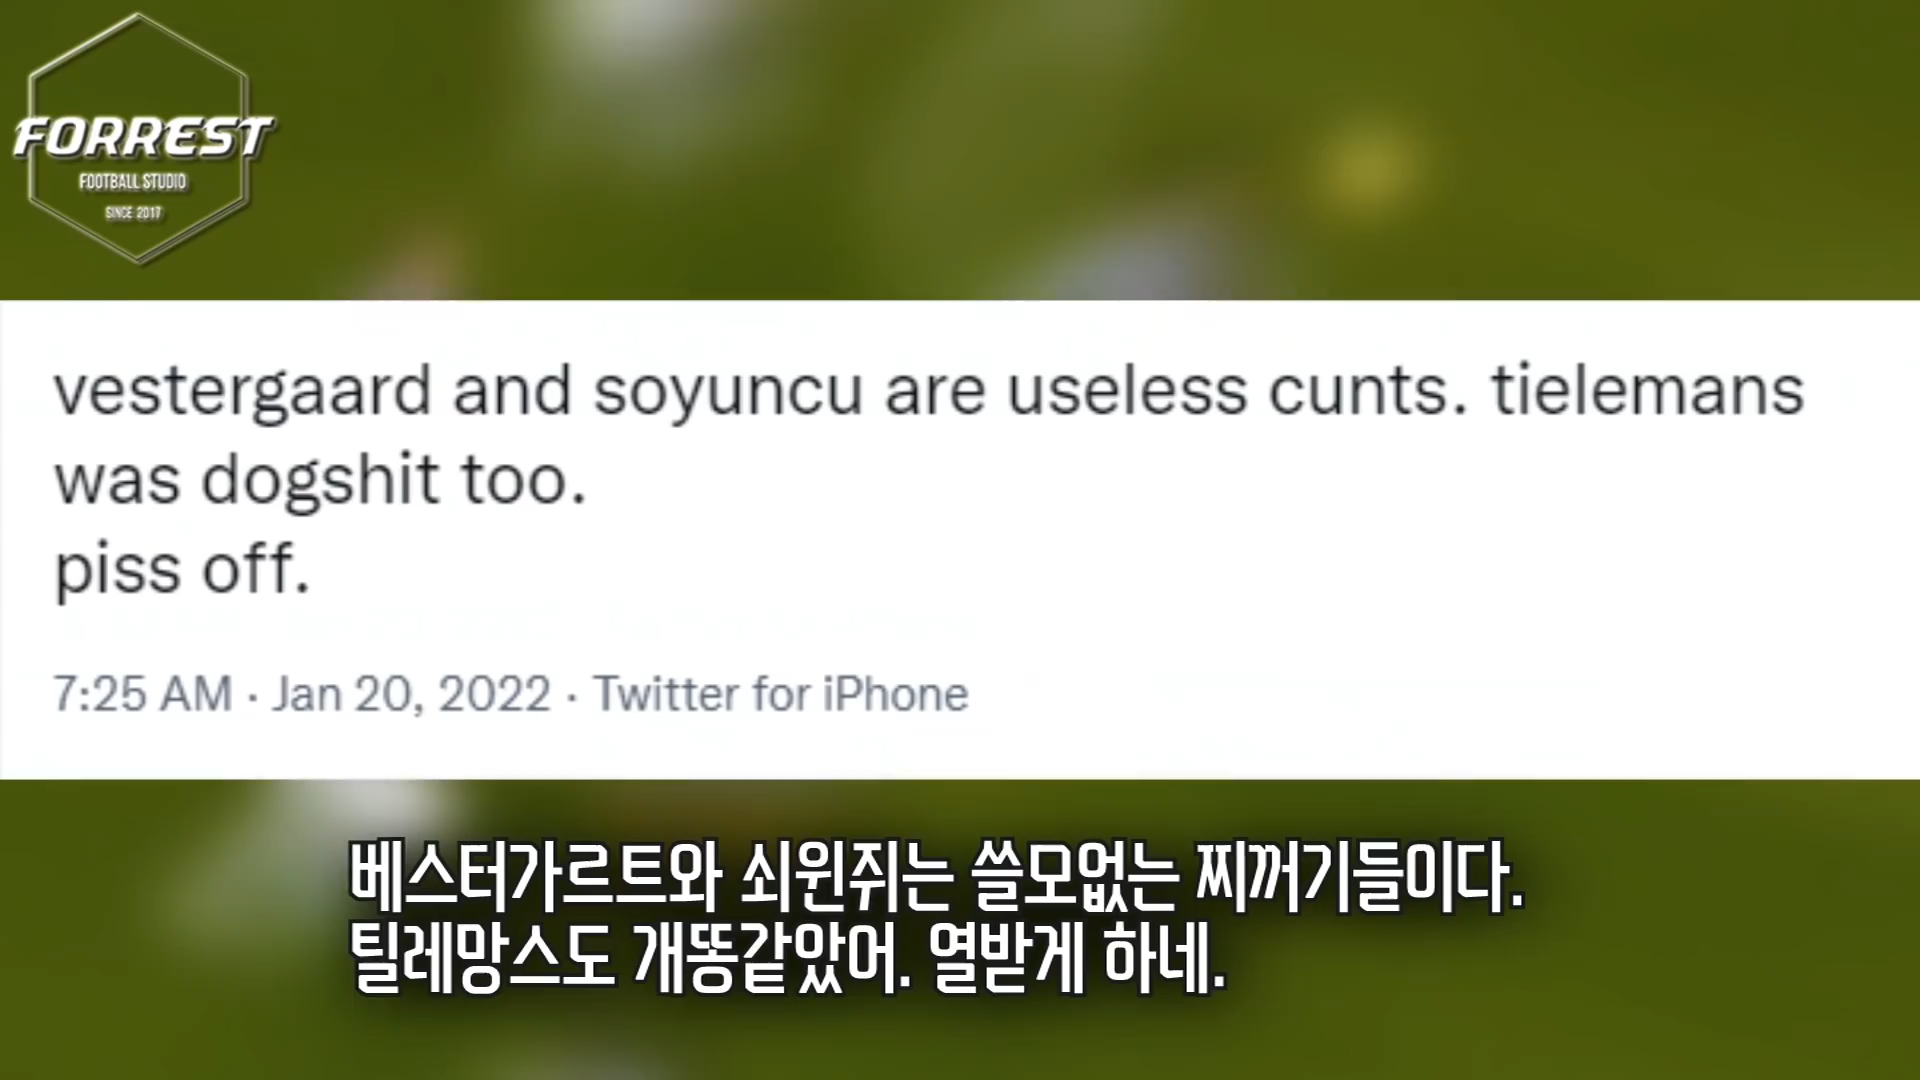 FORREST
FOOTBALL STUDIO
SINCE 2017
vestergaard and soyuncu are useless cunts. tielemans
was dogshit too.
piss off.
7:25 AM · Jan 20, 2022 · Twitter for iPhone
베스터가르트와 쇠윈쥐는 쓸모없는 찌꺼기들이다.
틸레망스도 개똥같았어. 열받게 하네.